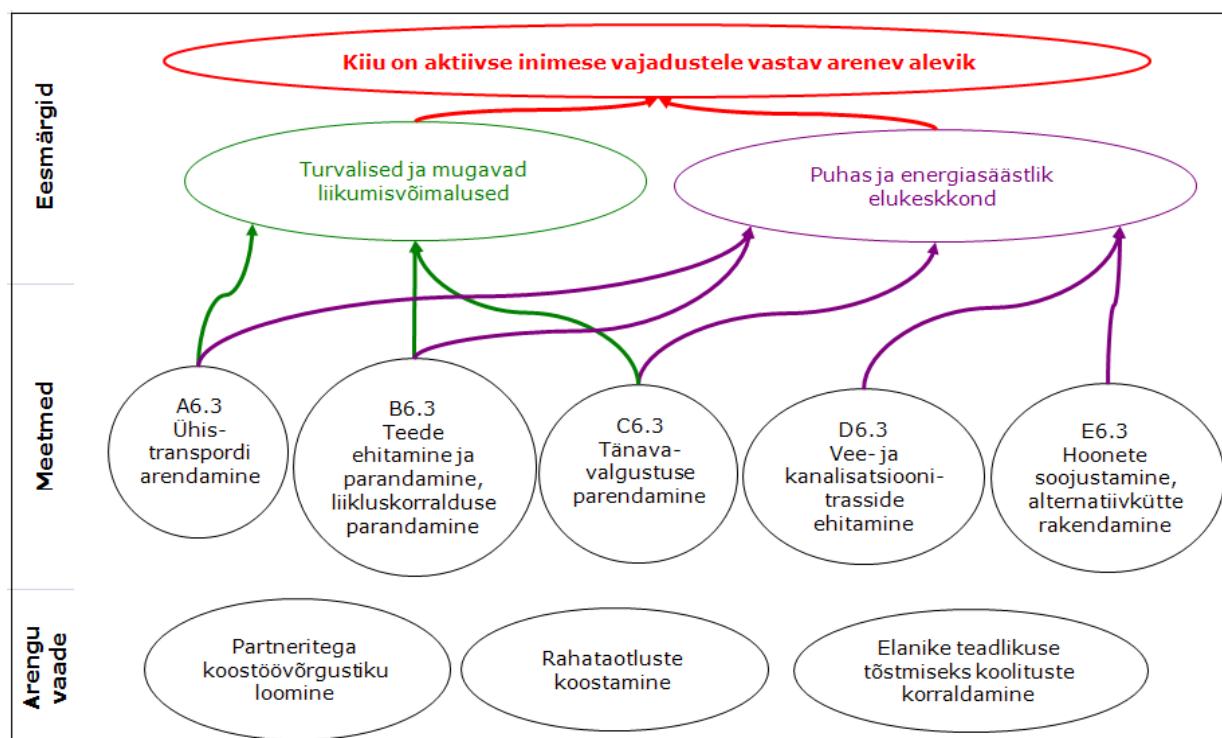 Eesmärgid
Kiiu on aktiivse inimese vajadustele vastav arenev alevik
Turvalised ja mugavad
liikumisvõimalused
Puhas ja energiasäästlik
elukeskkond
Meetmed
A6.3
Ühis-
transpordi
arendamine
B6.3
Teede
ehitamine ja
parandamine,
liikluskorralduse
parandamine
C6.3
Tänava-
valgustuse
parendamine
D6.3
Vee- ja
kanalisatsiooni-
trasside
ehitamine
E6.3
Hoonete
soojustamine,
alternatiivkütte
rakendamine
Arengu
vaade
Partneritega
koostöövõrgustiku
loomine
Rahataotluste
koostamine
Elanike teadlikuse
tõstmiseks koolituste
korraldamine